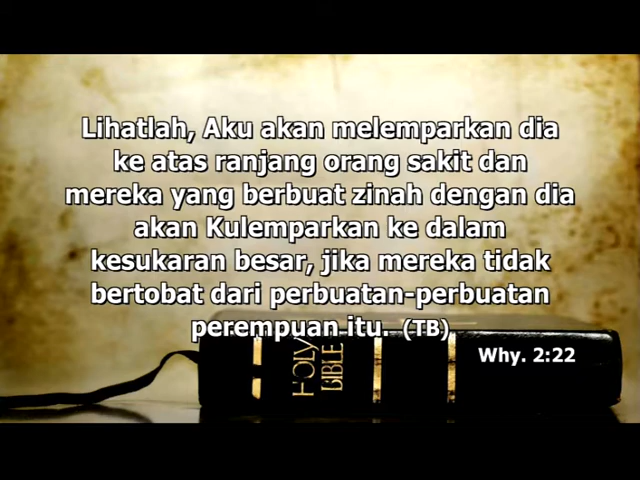 Lihatlah, Aku akan melemparkan dia
ke atas ranjang orang sakit dan
mereka yang berbuat zinah dengan dia
akan Kulemparkan ke dalam
kesukaran besar, jika mereka tidak
bertobat dari perbuatan-perbuatan
perempuan itu. (TB)
Why. 2:22
HOLY
BIBLE